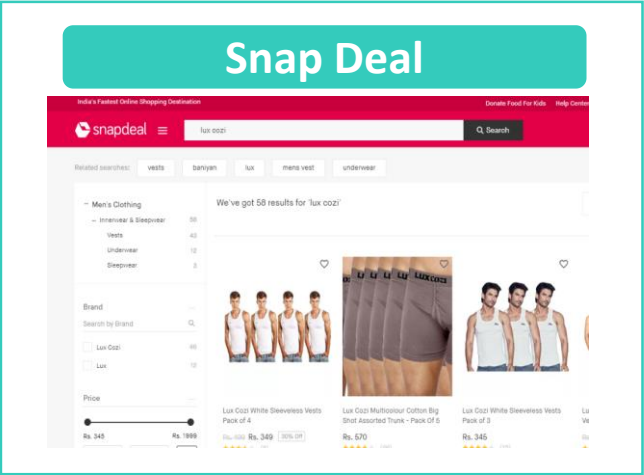 Snap Deal
India's Fastest Online Shopping Destination
Donate Food For Kids Help Center
snapdeal
lux cozi
Search
Related searches: vests baniyan lux mens vest underwear
We've got 58 results for 'lux cozi'
Men's Clothing
Innerwear & Sleepwear 58
Vests 43
Underwear 12
Sleepwear 3
Brand
Search by Brand
Lux Cozi
Lux
Price
Rs. 345 Rs. 1999
LUX COZI
Lux Cozi White Sleeveless Vests
Pack of 4
Rs. 349
Lux Cozi Multicolour Cotton Big
Shot Assorted Trunk - Pack Of 5
Rs. 570
Lux Cozi White Sleeveless Vests
Pack of 3
Rs. 345